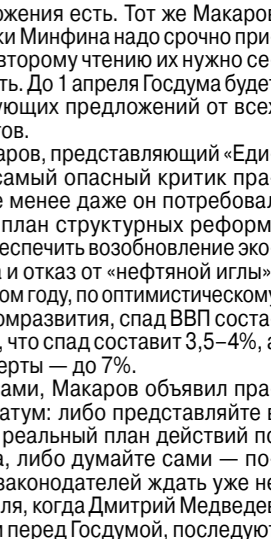 ожения есть. Тот же Макаров
ки Минфина надо срочно при-
второму чтению их нужно се-
ть. До 1 апреля Госдума будет
ующих предложений от всех
тов.
аров, представляющий «Еди-
самый опасный критик пра-
е менее даже он потребовал
план структурных реформ
еспечить возобновление эко-
а и отказ от «нефтяной иглы»
ом году, по оптимистическому
омразвития, спад ВВП соста-
, что спад составит 3,5–4%, а
ерты — до 7%.
ами, Макаров объявил пра-
атум: либо представляйте в
реальный план действий по
а, либо думайте сами — по-
законодателей ждать уже не
ля, когда Дмитрий Медведев
и перед Госдумой, последуют